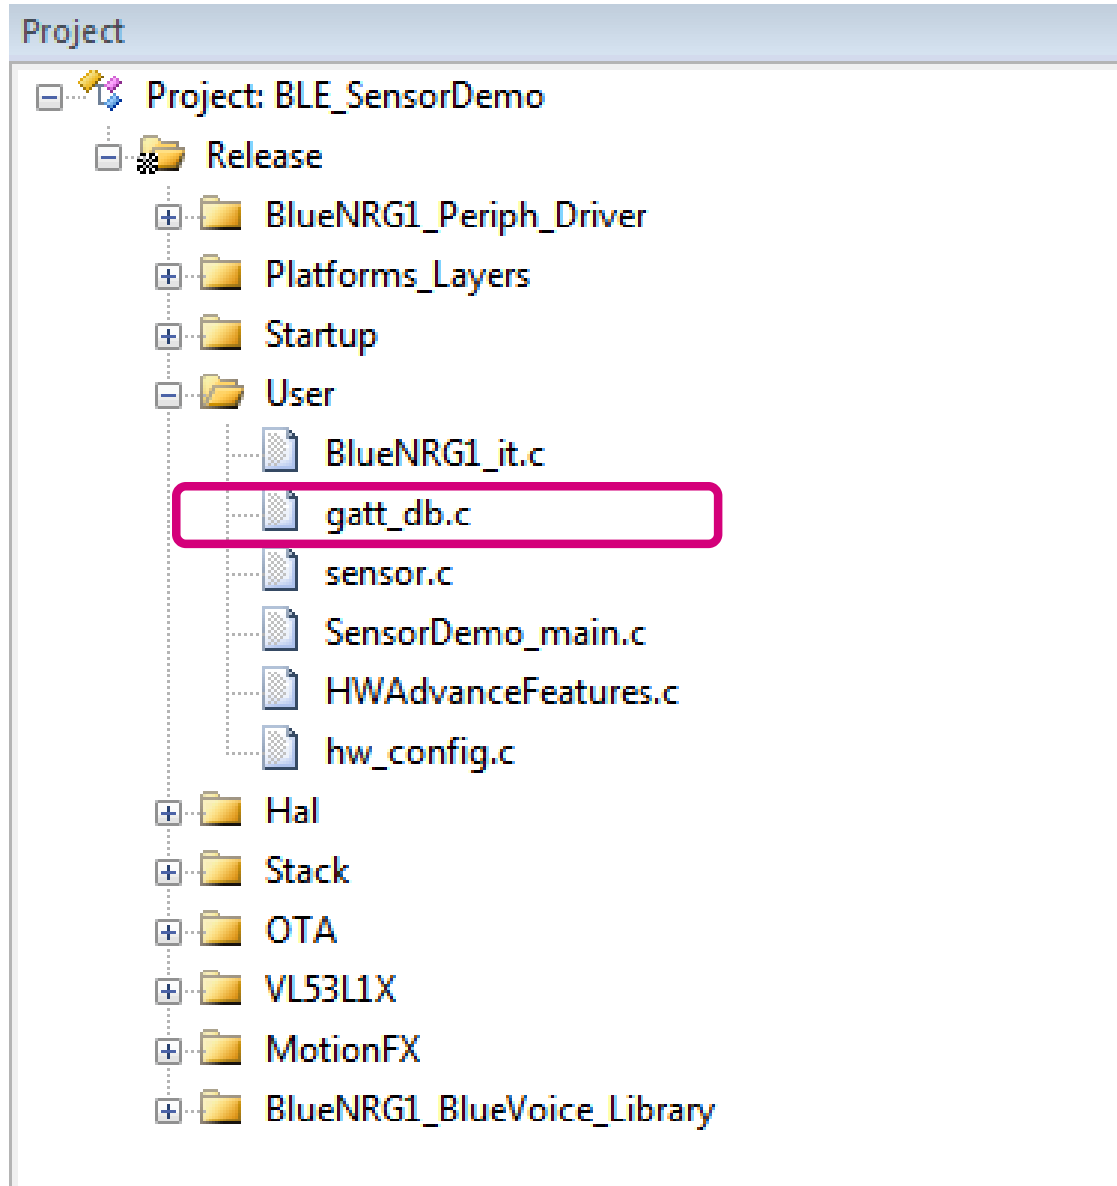 Project
Project: BLE_SensorDemo
Release
BlueNRG1_Periph_Driver
Platforms_Layers
Startup
User
BlueNRG1_it.c
gatt_db.c
sensor.c
SensorDemo_main.c
HWAdvanceFeatures.c
hw_config.c
Hal
Stack
OTA
VL53L1X
MotionFX
BlueNRG1_BlueVoice_Library